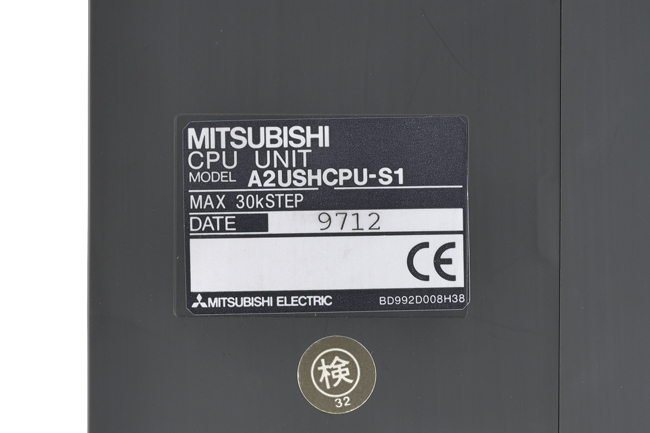 MITSUBISHI
CPU UNIT
MODEL A2USHCPU-S1
MAX 30kSTEP
DATE 9712
CE
MITSUBISHI ELECTRIC BD992D008H38
検
32